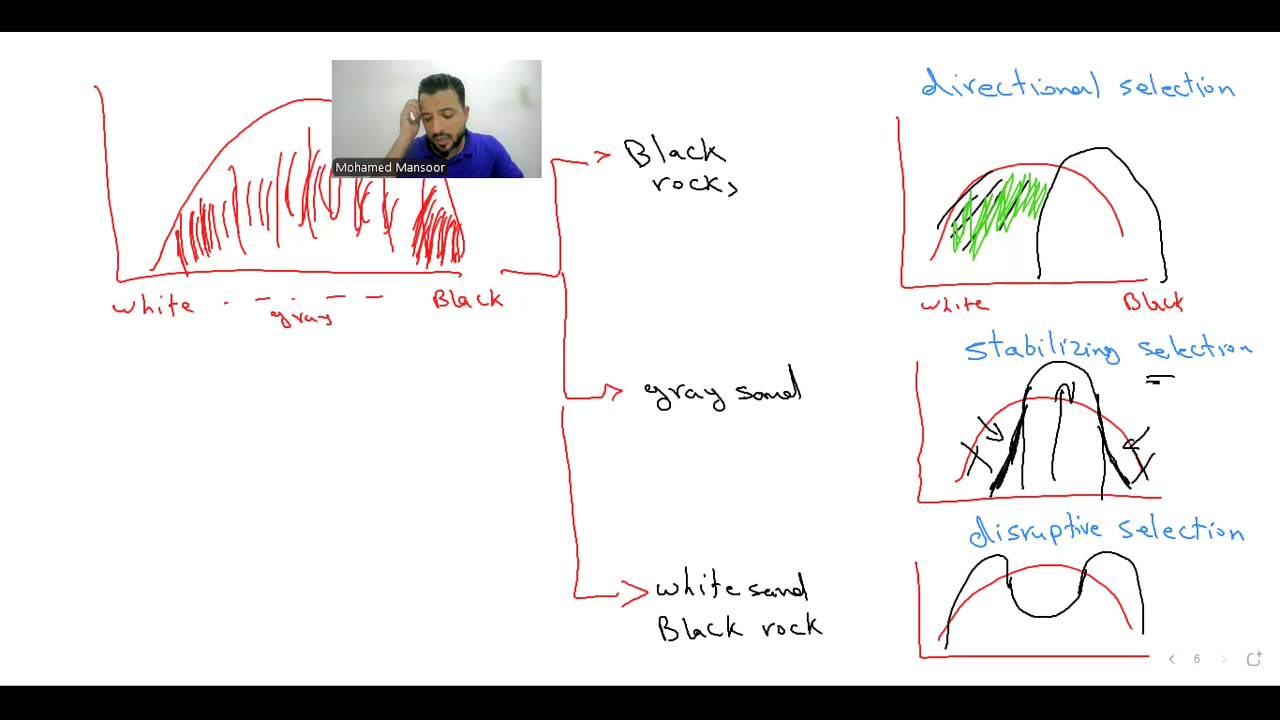 directional selection
Mohamed Mansoor
Black
rocks
white
gray
Black
white
Black
stabilizing selection
gray sand
disruptive selection
white sand
Black rock
6